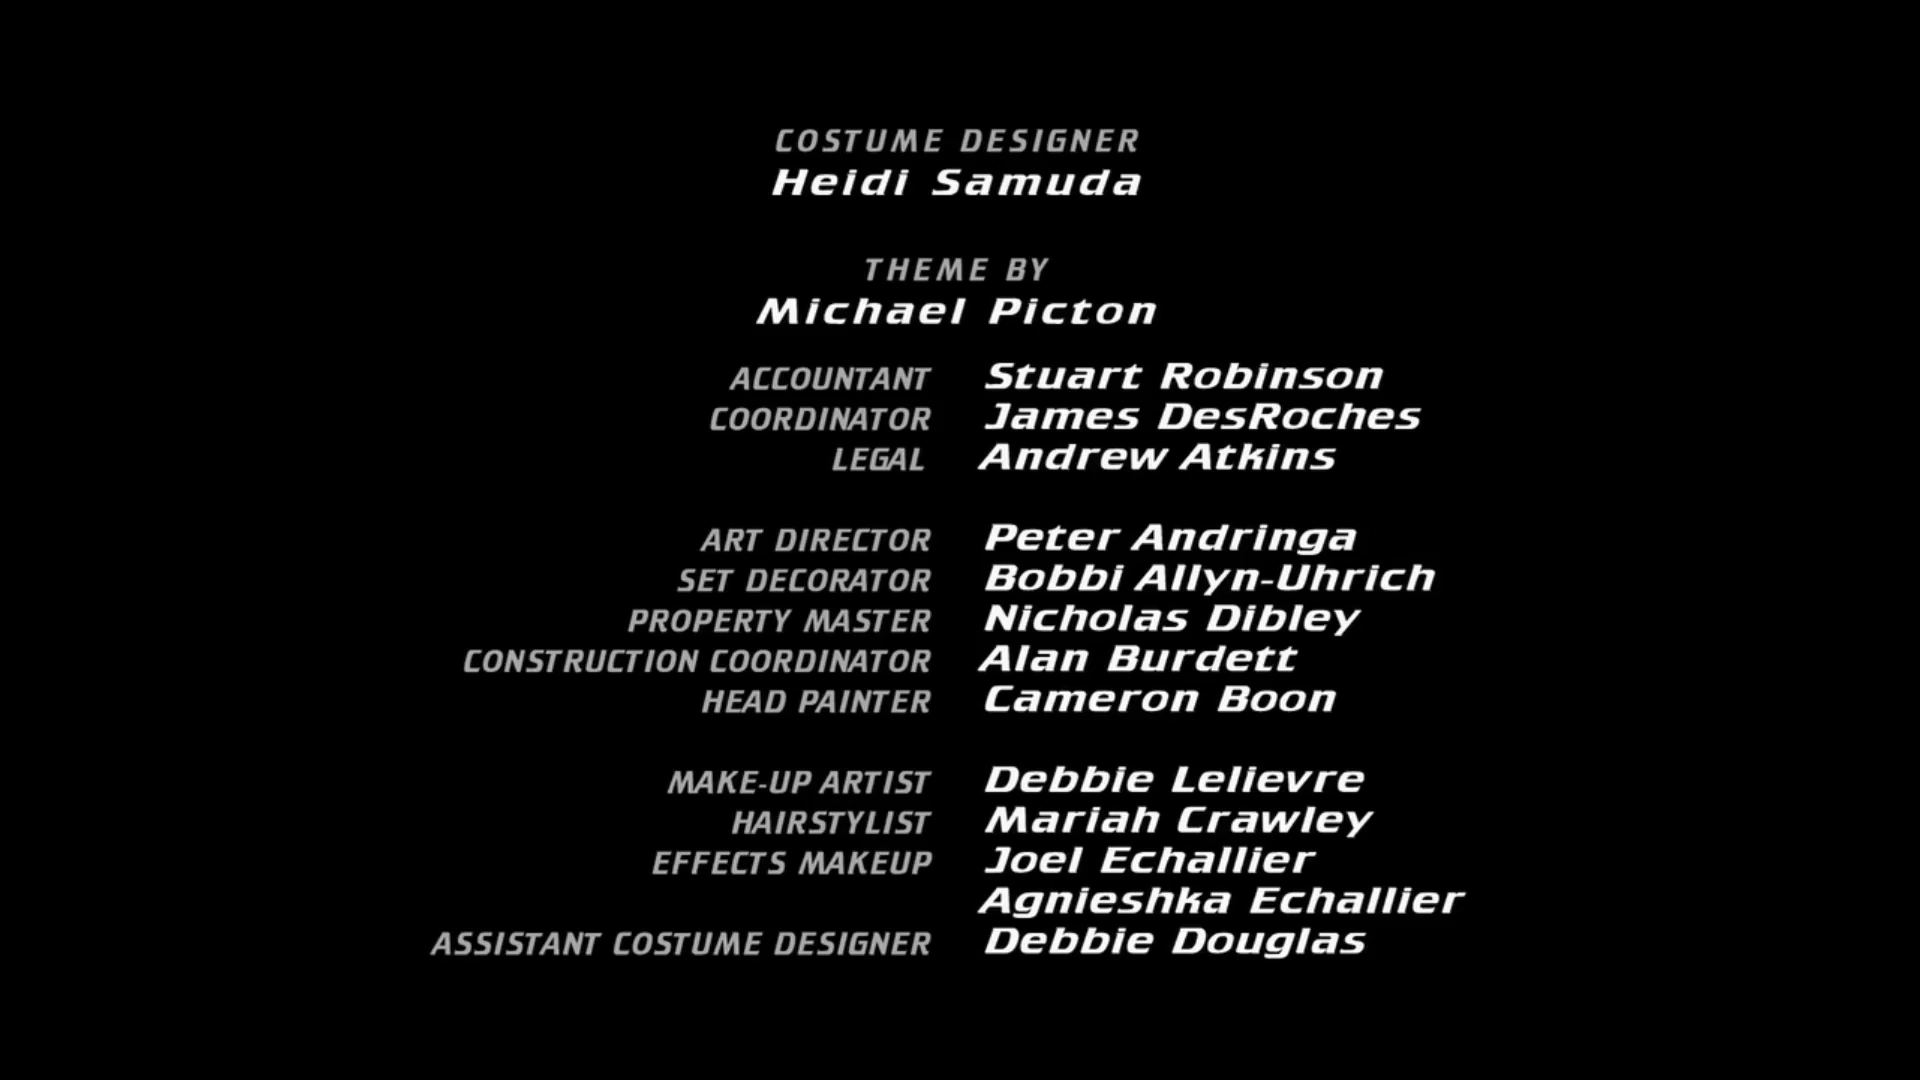 COSTUME DESIGNER
Heidi Samuda
THEME BY
Michael Picton
ACCOUNTANT Stuart Robinson
COORDINATOR James DesRoches
LEGAL Andrew Atkins
ART DIRECTOR Peter Andringa
SET DECORATOR Bobbi Allyn-Uhrich
PROPERTY MASTER Nicholas Dibley
CONSTRUCTION COORDINATOR Alan Burdett
HEAD PAINTER Cameron Boon
MAKE-UP ARTIST Debbie Lelievre
HAIRSTYLIST Mariah Crawley
EFFECTS MAKEUP Joel Echallier
Agnieshka Echallier
ASSISTANT COSTUME DESIGNER Debbie Douglas